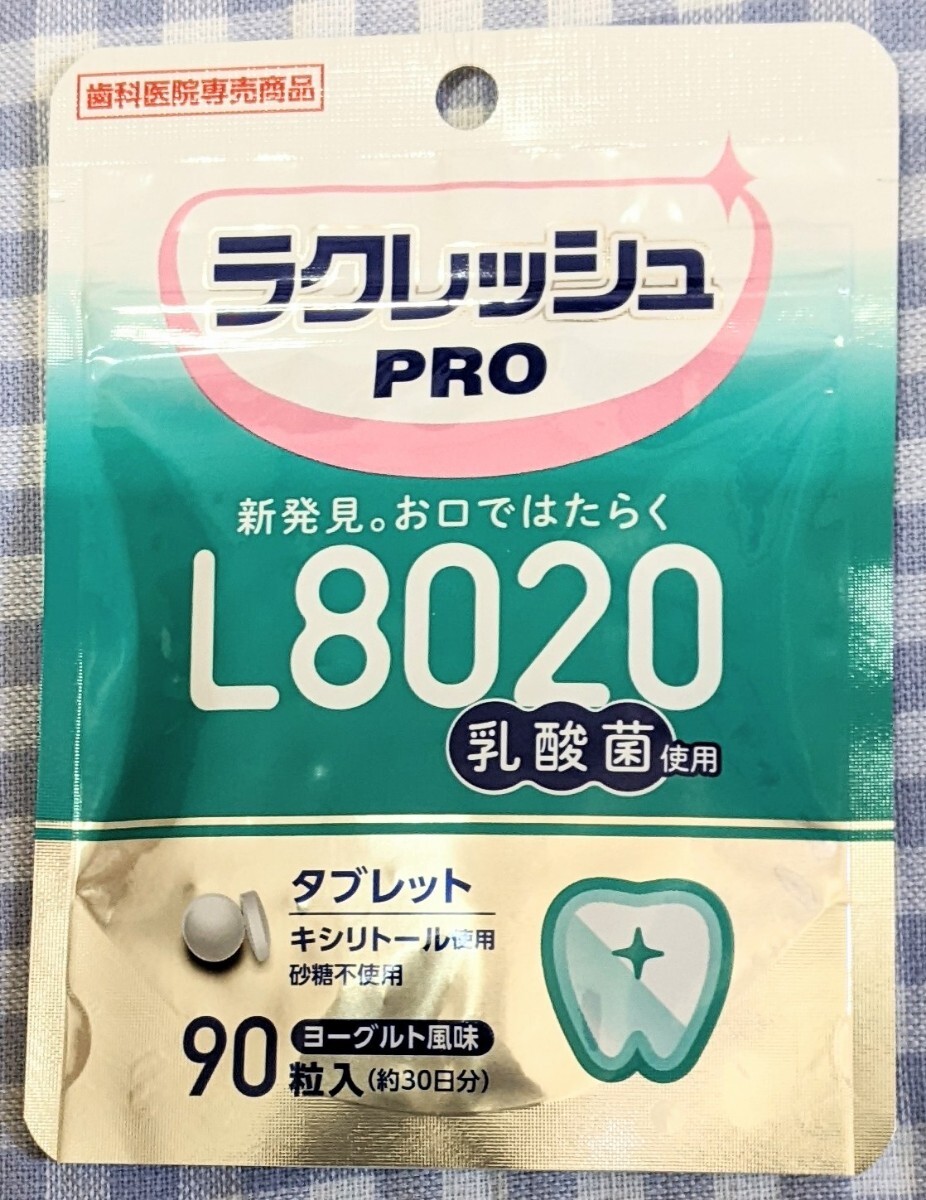 歯科医院専売商品
ラクレッシュ
PRO
新発見。お口ではたらく
L8020
乳酸菌使用
タブレット
キシリトール使用
砂糖不使用
ヨーグルト風味
90粒入(約30日分)